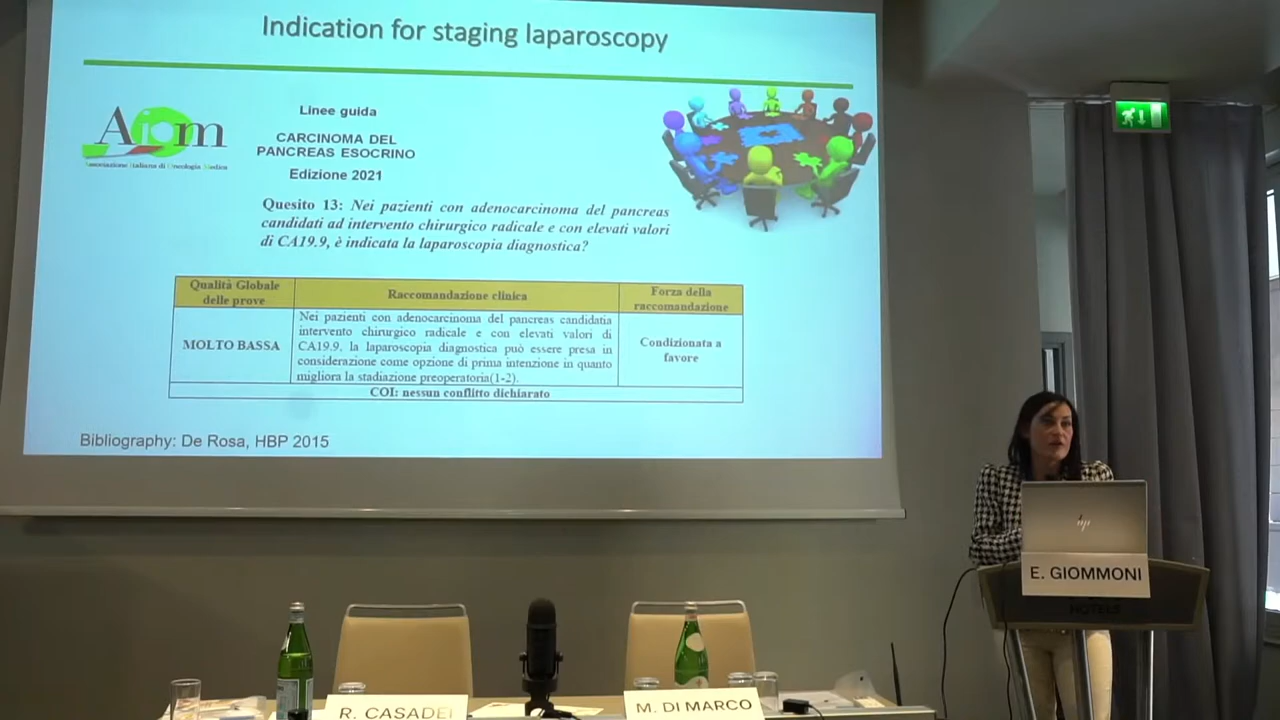 Indication for staging laparoscopy
Aiom
Associazione Italiana di Oncologia Medica
Linee guida
CARCINOMA DEL
PANCREAS ESOCRINO
Edizione 2021
Quesito 13: Nei pazienti con adenocarcinoma del pancreas
candidati ad intervento chirurgico radicale e con elevati valori
di CA19.9, è indicata la laparoscopia diagnostica?
Qualità Globale
delle prove
Raccomandazione clinica
Forza della
raccomandazione
MOLTO BASSA
Nei pazienti con adenocarcinoma del pancreas candidatia
intervento chirurgico radicale e con elevati valori di
CA19.9, la laparoscopia diagnostica può essere presa in
considerazione come opzione di prima intenzione in quanto
migliora la stadiazione preoperatoria(1-2).
Condizionata a
favore
COI: nessun conflitto dichiarato
Bibliography: De Rosa, HBP 2015
hp
E. GIOMMONI
HOTELS
R. CASADEI
M. DI MARCO